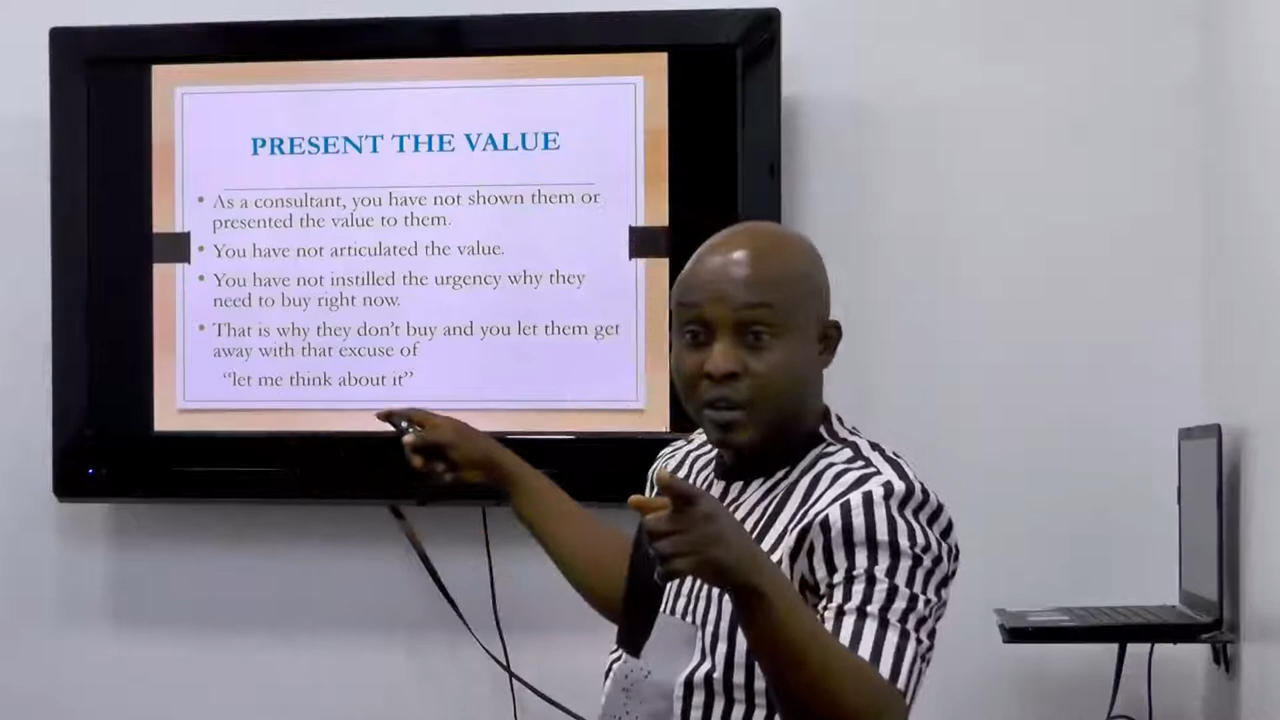 PRESENT THE VALUE
• As a consultant, you have not shown them or
presented the value to them.
• You have not articulated the value.
• You have not instilled the urgency why they
need to buy right now.
• That is why they don't buy and you let them get
away with that excuse of
“let me think about it”